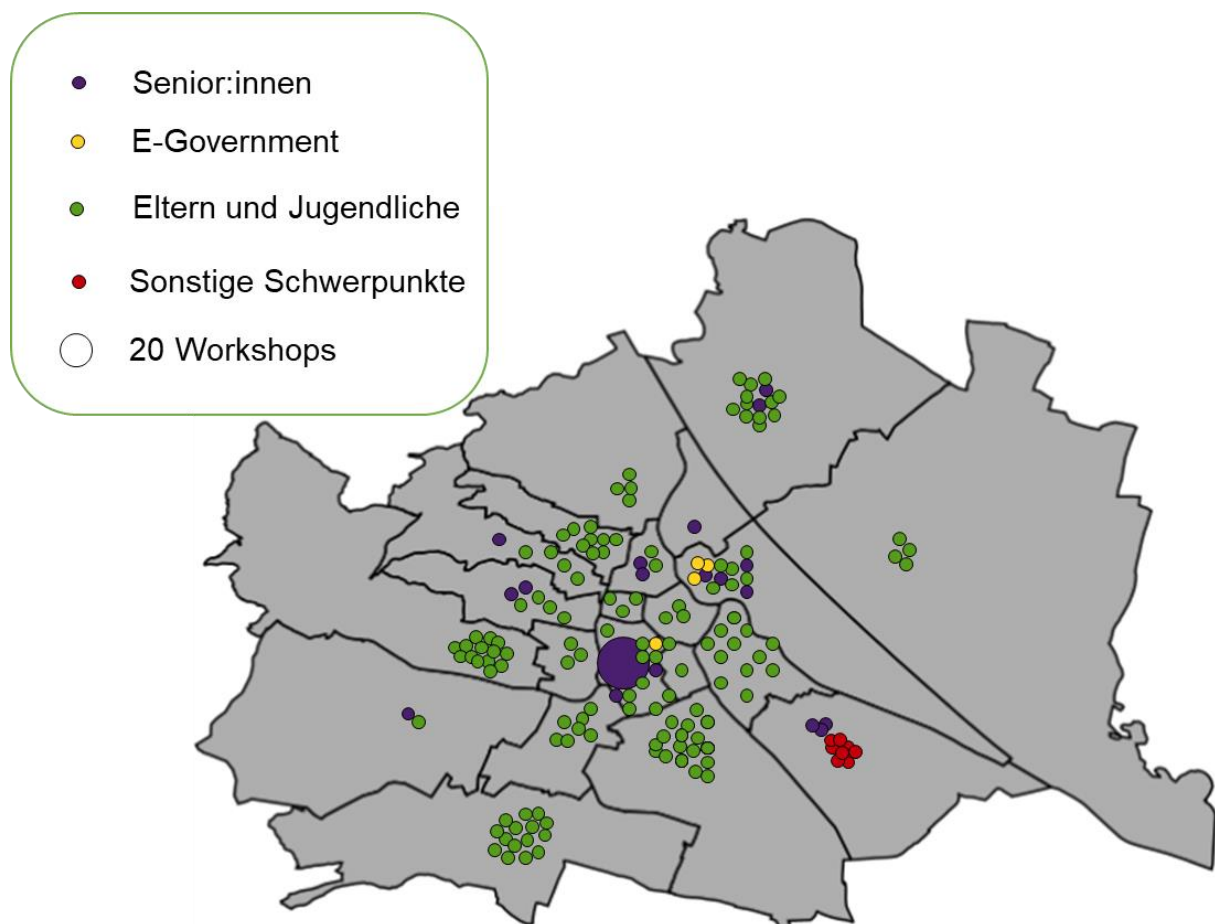 Senior:innen
E-Government
Eltern und Jugendliche
Sonstige Schwerpunkte
20 Workshops